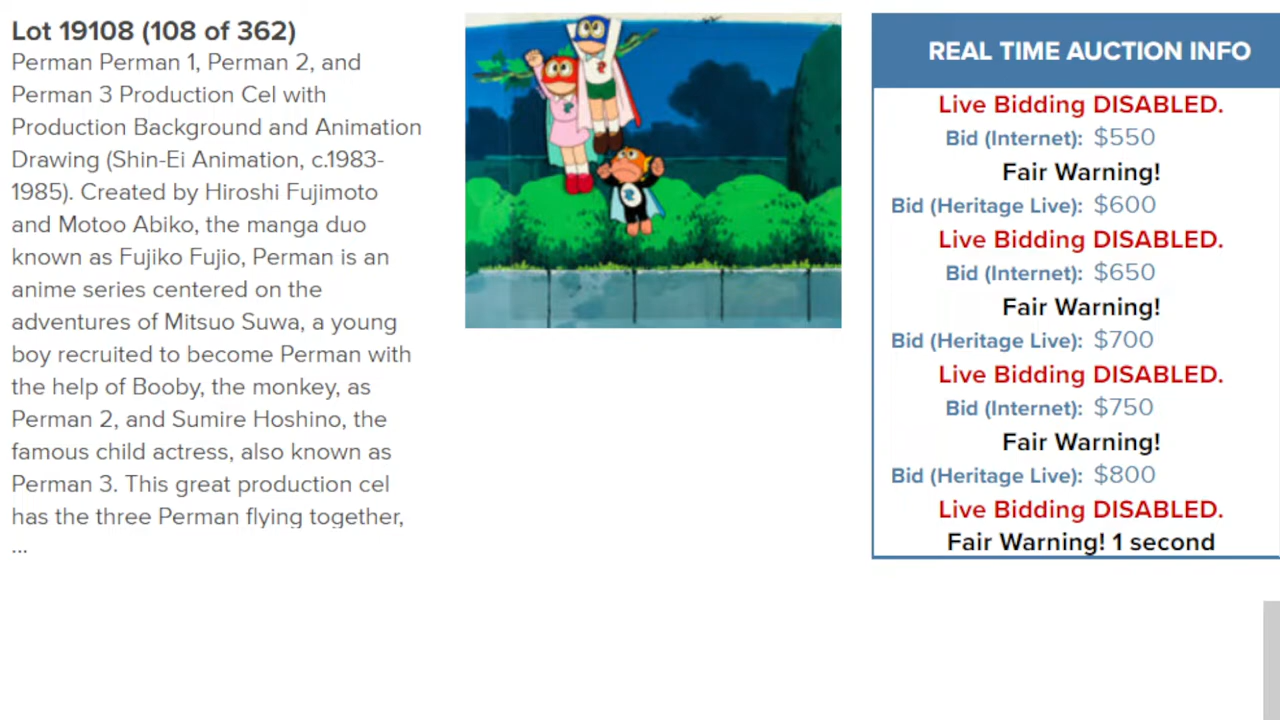 Lot 19108 (108 of 362)
Perman Perman 1, Perman 2, and
Perman 3 Production Cel with
Production Background and Animation
Drawing (Shin-Ei Animation, c.1983-
1985). Created by Hiroshi Fujimoto
and Motoo Abiko, the manga duo
known as Fujiko Fujio, Perman is an
anime series centered on the
adventures of Mitsuo Suwa, a young
boy recruited to become Perman with
the help of Booby, the monkey, as
Perman 2, and Sumire Hoshino, the
famous child actress, also known as
Perman 3. This great production cel
has the three Perman flying together,
...
REAL TIME AUCTION INFO
Live Bidding DISABLED.
Bid (Internet): $550
Fair Warning!
Bid (Heritage Live): $600
Live Bidding DISABLED.
Bid (Internet): $650
Fair Warning!
Bid (Heritage Live): $700
Live Bidding DISABLED.
Bid (Internet): $750
Fair Warning!
Bid (Heritage Live): $800
Live Bidding DISABLED.
Fair Warning! 1 second